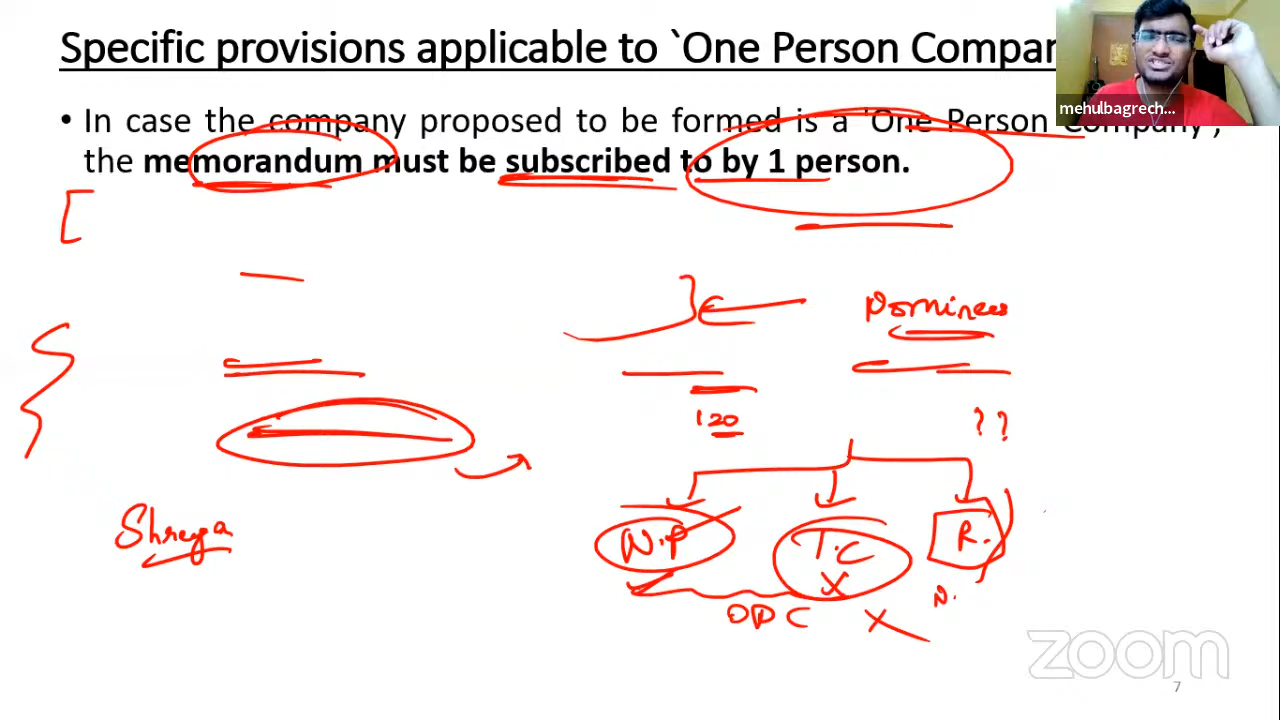 Specific provisions applicable to `One Person Compan
mehulbagrech...
• In case the company proposed to be formed is a 'One Person Company',
the memorandum must be subscribed to by 1 person.
Nominee
120
? ?
Shreya
N.P
I.C
R.
X
N.
OPC X
zoom
7